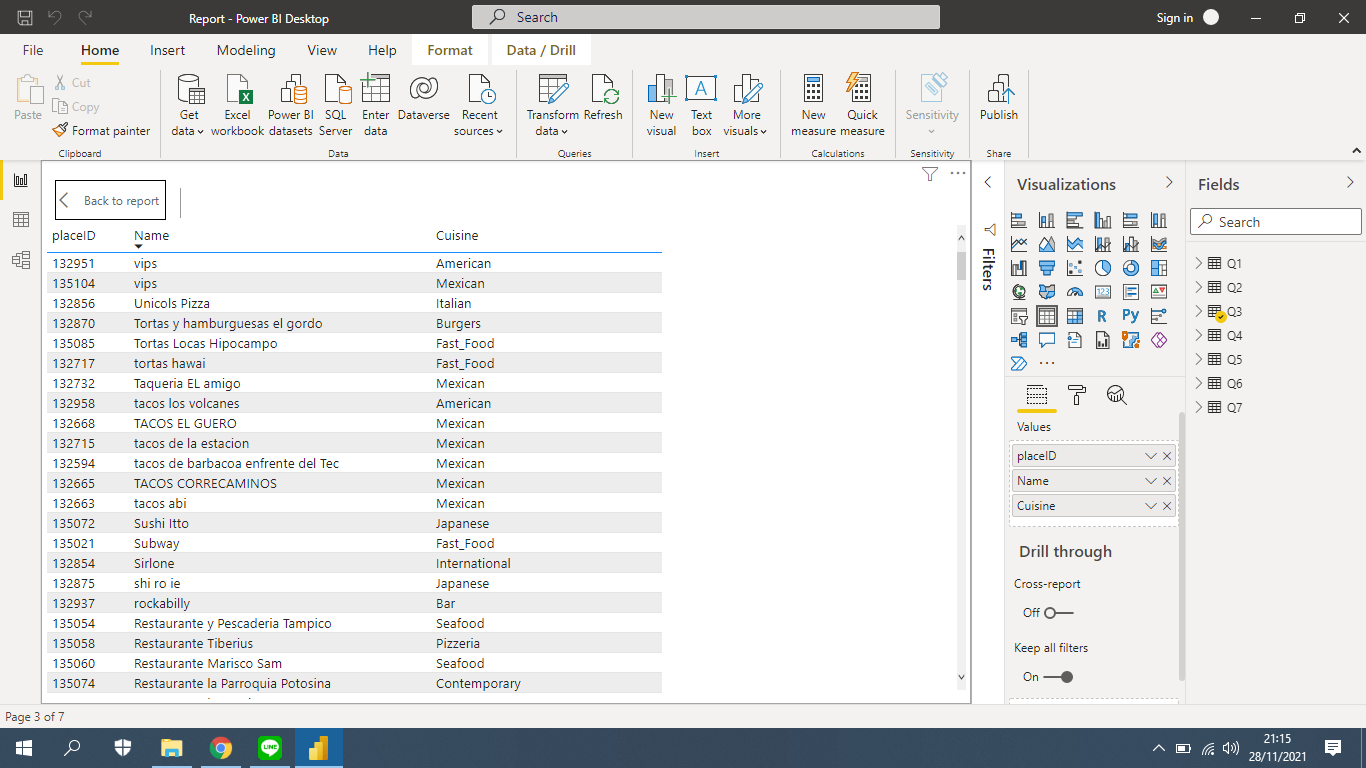 Report - Power BI Desktop
Search
Sign in
File
Home
Insert
Modeling
View
Help
Format
Data / Drill
Paste
Cut
Copy
Format painter
Clipboard
Get data
Excel workbook
Power BI datasets
SQL Server
Enter data
Dataverse
Recent sources
Data
Transform data
Refresh
Queries
New visual
Text box
More visuals
Insert
New measure
Quick measure
Calculations
Sensitivity
Sensitivity
Publish
Share
Back to report
placeID Name Cuisine
132951 vips American
135104 vips Mexican
132856 Unicols Pizza Italian
132870 Tortas y hamburguesas el gordo Burgers
135085 Tortas Locas Hipocampo Fast_Food
132717 tortas hawai Fast_Food
132732 Taqueria EL amigo Mexican
132958 tacos los volcanes American
132668 TACOS EL GUERO Mexican
132715 tacos de la estacion Mexican
132594 tacos de barbacoa enfrente del Tec Mexican
132665 TACOS CORRECAMINOS Mexican
132663 tacos abi Mexican
135072 Sushi Itto Japanese
135021 Subway Fast_Food
132854 Sirlone International
132875 shi ro ie Japanese
132937 rockabilly Bar
135054 Restaurante y Pescaderia Tampico Seafood
135058 Restaurante Tiberius Pizzeria
135060 Restaurante Marisco Sam Seafood
135074 Restaurante la Parroquia Potosina Contemporary
Filters
Visualizations
R
Py
123
Values
placeID
Name
Cuisine
Drill through
Cross-report
Off
Keep all filters
On
Fields
Search
Q1
Q2
Q3
Q4
Q5
Q6
Q7
Page 3 of 7
LINE
21:15
28/11/2021